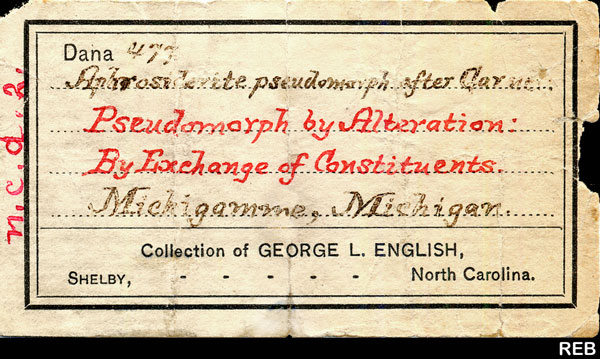 Dana 477
Aphrosiderite pseudomorph after Garnet.
Pseudomorph by Alteration:
By Exchange of Constituents.
Michigamme, Michigan.
Collection of GEORGE L. ENGLISH,
SHELBY, - - - - - North Carolina.
n.c.d.2.
REB